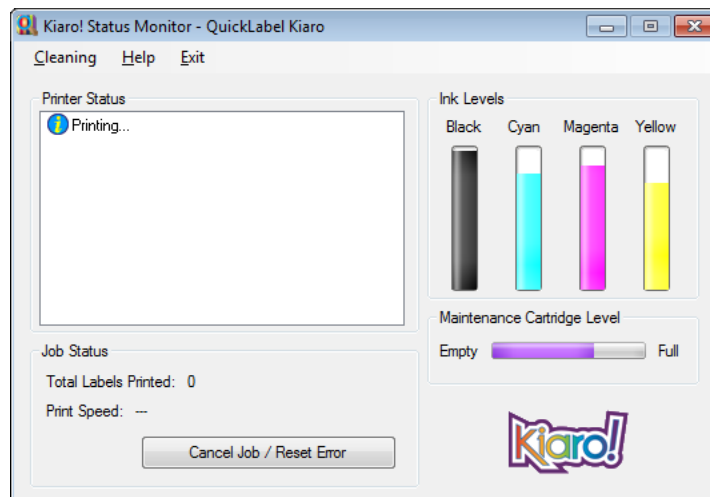 Kiaro! Status Monitor - QuickLabel Kiaro
Cleaning Help Exit
Printer Status
Printing...
Ink Levels
Black Cyan Magenta Yellow
Maintenance Cartridge Level
Empty Full
Job Status
Total Labels Printed: 0
Print Speed: ---
Cancel Job / Reset Error
Kiaro!